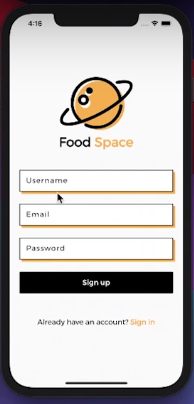 4:16
Food Space
Username
Email
Password
Sign up
Already have an account? Sign in